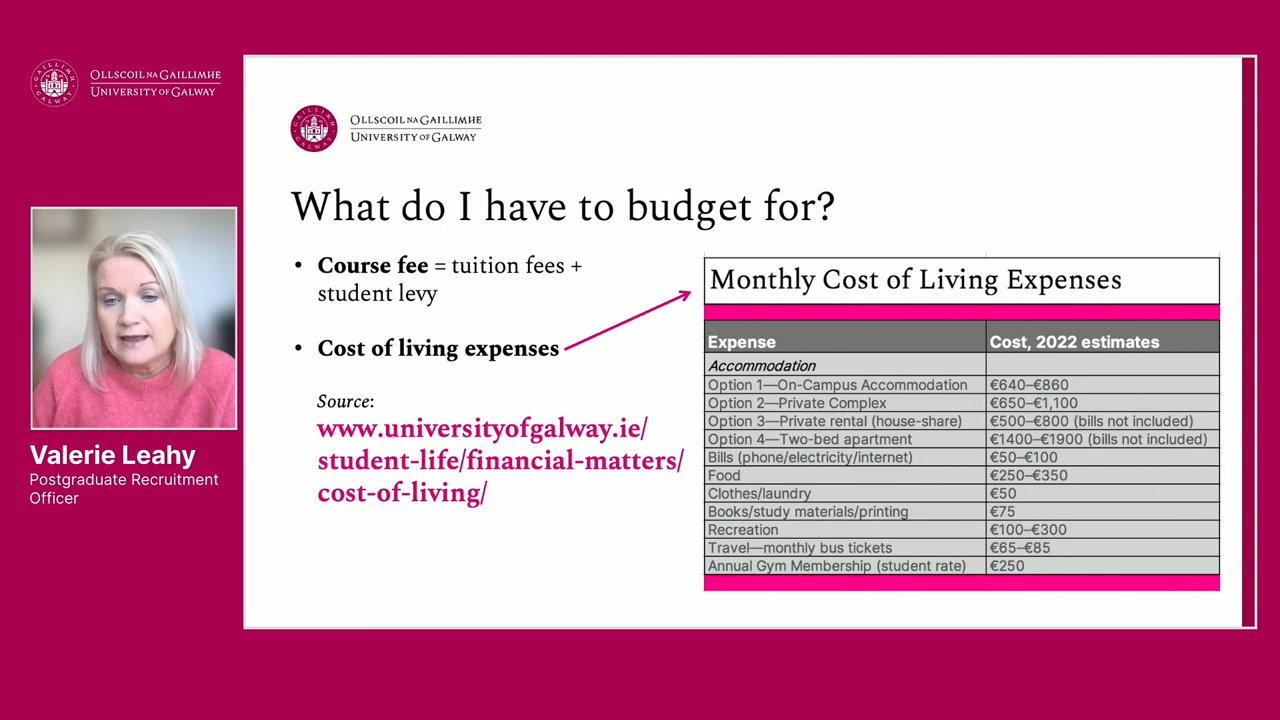 OLLSCOIL NA GAILLIMHE
UNIVERSITY OF GALWAY
OLLSCOIL NA GAILLIMHE
UNIVERSITY OF GALWAY
What do I have to budget for?
• Course fee = tuition fees +
student levy
• Cost of living expenses
Source:
www.universityofgalway.ie/
student-life/financial-matters/
cost-of-living/
Monthly Cost of Living Expenses
Expense Cost, 2022 estimates
Accommodation
Option 1—On-Campus Accommodation €640–€860
Option 2—Private Complex €650–€1,100
Option 3—Private rental (house-share) €500–€800 (bills not included)
Option 4—Two-bed apartment €1400–€1900 (bills not included)
Bills (phone/electricity/internet) €50–€100
Food €250–€350
Clothes/laundry €50
Books/study materials/printing €75
Recreation €100–€300
Travel—monthly bus tickets €65–€85
Annual Gym Membership (student rate) €250
Valerie Leahy
Postgraduate Recruitment
Officer